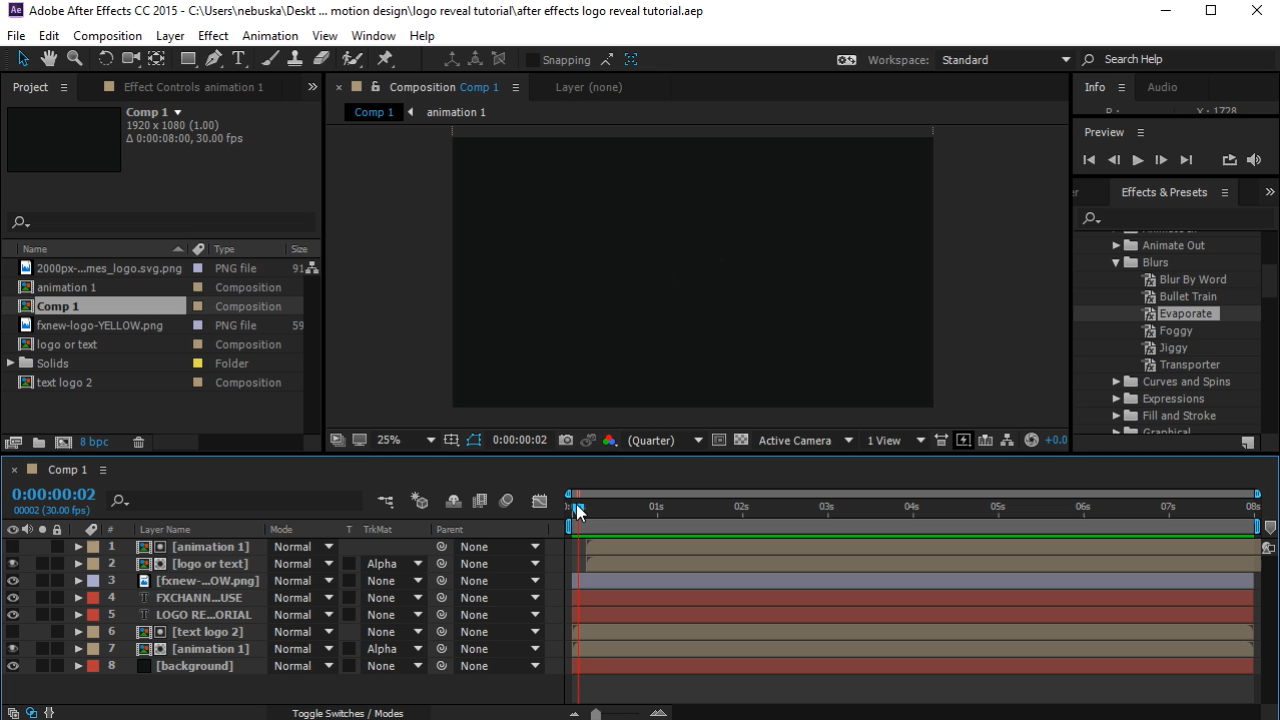 Adobe After Effects CC 2015 - C:\Users\nebuska\Deskt ... motion design\logo reveal tutorial\after effects logo reveal tutorial.aep
File Edit Composition Layer Effect Animation View Window Help
Snapping Workspace: Standard Search Help
Project Effect Controls animation 1 Composition Comp 1 Layer (none) Info Audio
Comp 1 1920 x 1080 (1.00) Δ 0:00:08:00, 30.00 fps
Comp 1 animation 1
Y: 1728
Preview
Effects & Presets
Name Type Size
2000px-...mes_logo.svg.png PNG file 91
animation 1 Composition
Comp 1 Composition
fxnew-logo-YELLOW.png PNG file 59
logo or text Composition
Solids Folder
text logo 2 Composition
Animate Out
Blurs
Blur By Word
Bullet Train
Evaporate
Foggy
Jiggy
Transporter
Curves and Spins
Expressions
Fill and Stroke
Graphical
8 bpc 25% 0:00:00:02 (Quarter) Active Camera 1 View +0.0
Comp 1
0:00:00:02
00002 (30.00 fps)
01s 02s 03s 04s 05s 06s 07s 08s
# Layer Name Mode T TrkMat Parent
1 [animation 1] Normal None
2 [logo or text] Normal Alpha None
3 [fxnew-...OW.png] Normal None None
4 T FXCHANN...USE Normal None None
5 T LOGO RE...ORIAL Normal None None
6 [text logo 2] Normal None None
7 [animation 1] Normal Alpha None
8 [background] Normal None None
Toggle Switches / Modes